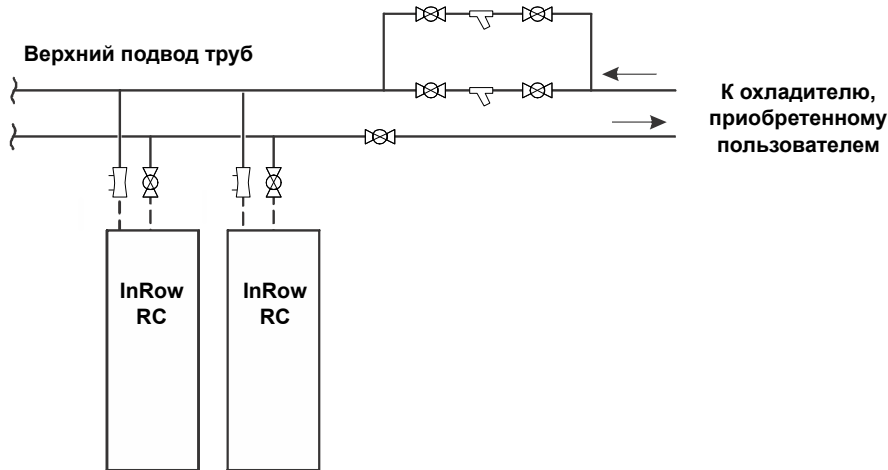 Верхний подвод труб
К охладителю,
приобретенному
пользователем
InRow
RC
InRow
RC